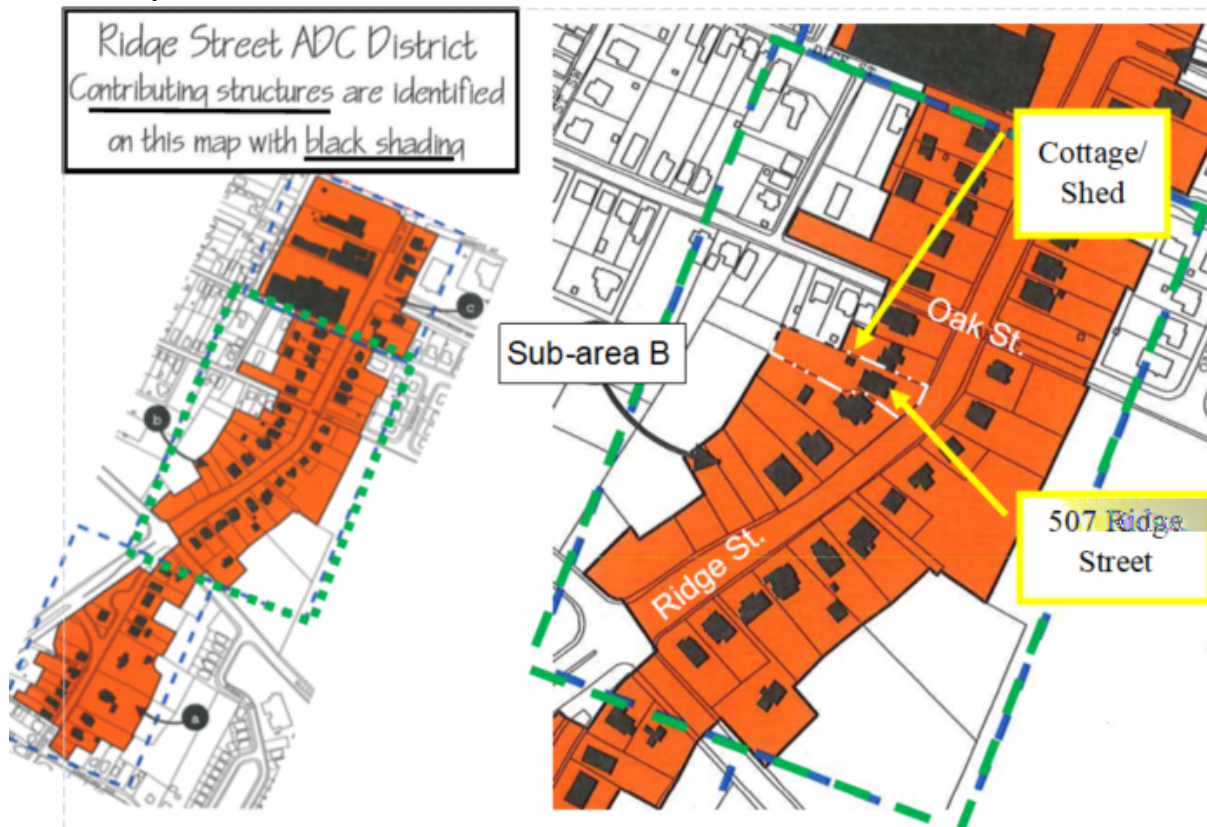 Ridge Street ADC District
Contributing structures are identified
on this map with black shading
Cottage/
Shed
Oak St.
Sub-area B
507 Ridge
Street
Ridge St.
c
b
a